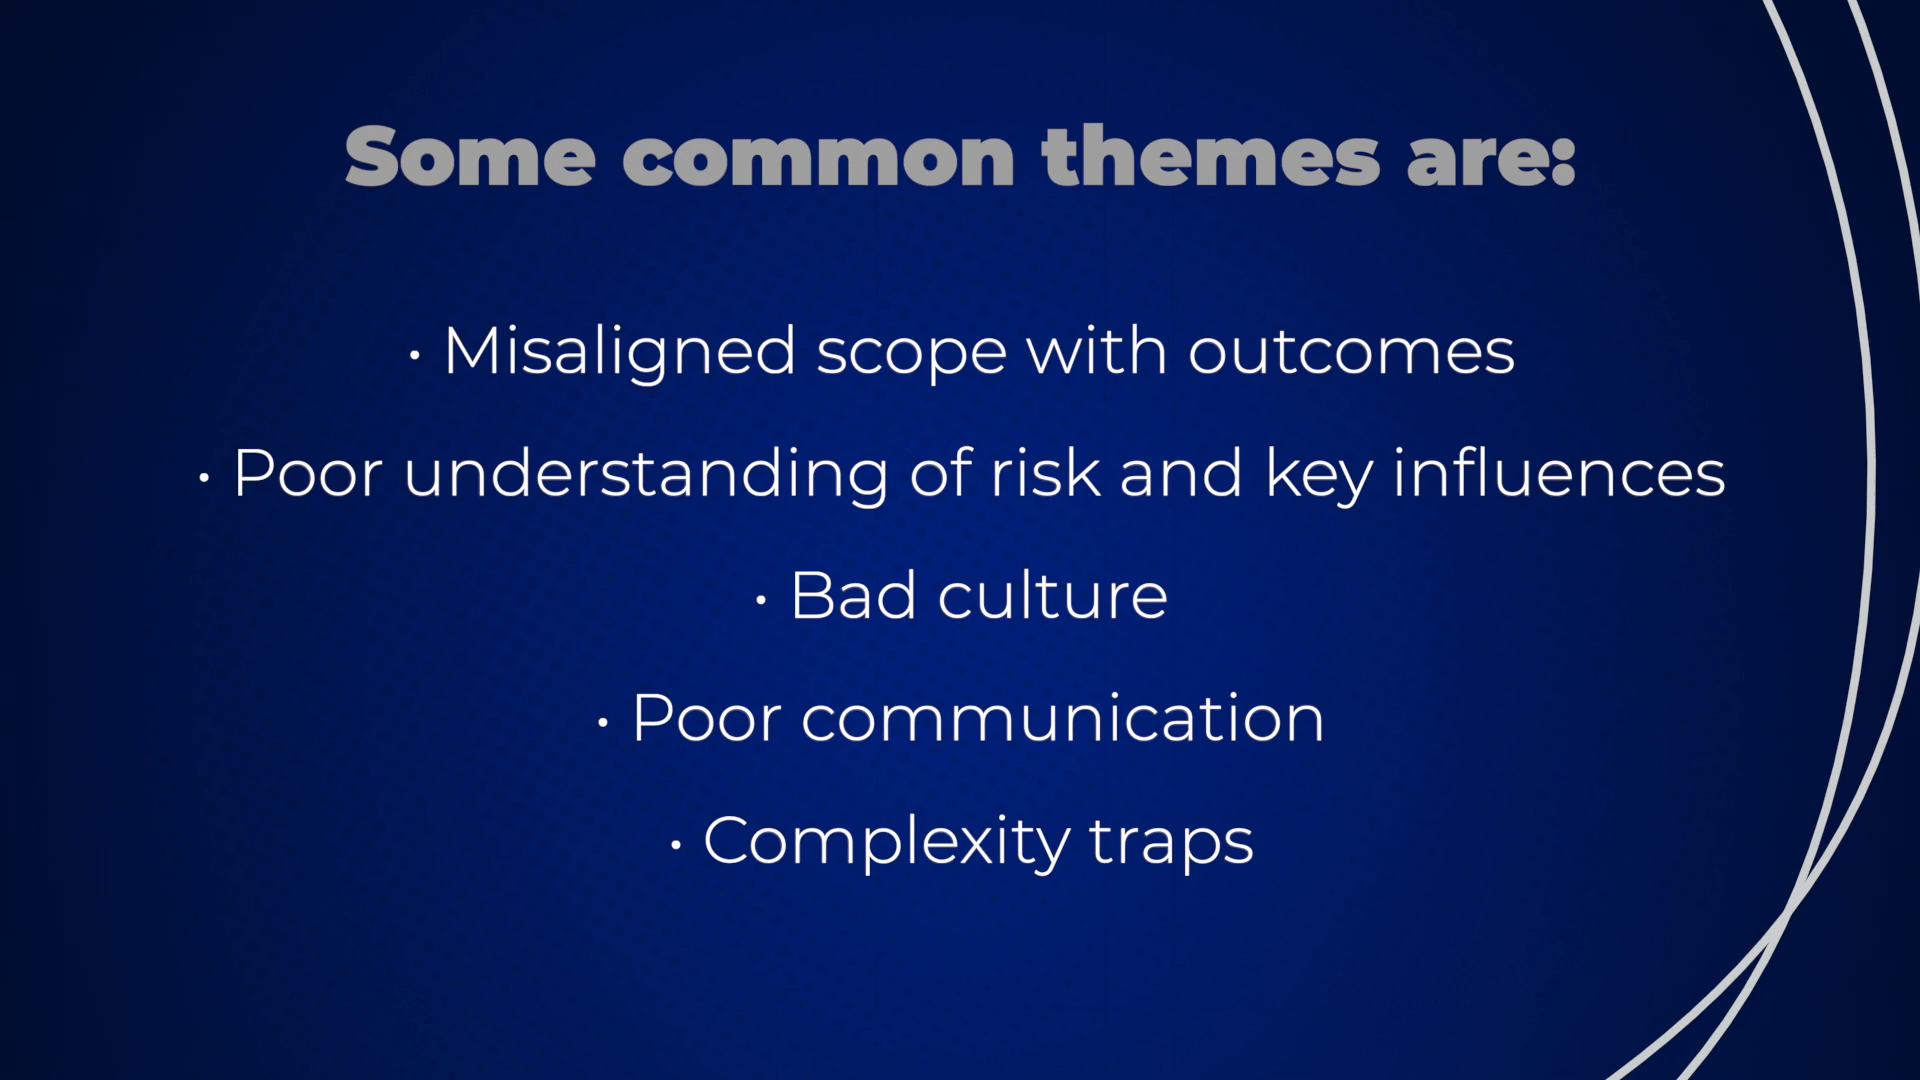 Some common themes are:
• Misaligned scope with outcomes
• Poor understanding of risk and key influences
• Bad culture
• Poor communication
• Complexity traps